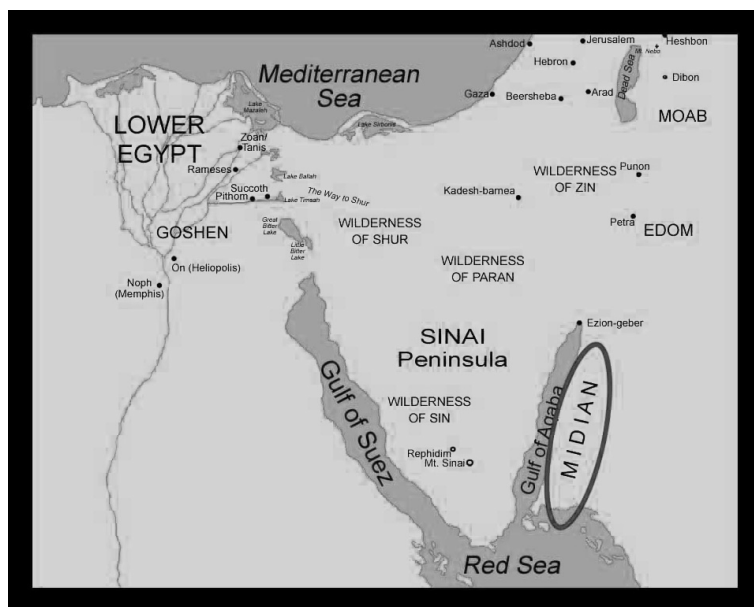 Ashdod
Jerusalem
Mt. Nebo
Heshbon
Mediterranean
Sea
Hebron
Dead Sea
Dibon
Gaza
Beersheba
Arad
MOAB
Lake
Manzaleh
Lake Sirbonis
LOWER
EGYPT
Zoan/
Tanis
Rameses
Lake Ballah
Punon
WILDERNESS
OF ZIN
Kadesh-barnea
Succoth
Pithom
Lake Timsah
The Way to Shur
WILDERNESS
OF SHUR
Petra
EDOM
GOSHEN
Great
Bitter
Lake
Little
Bitter
Lake
WILDERNESS
OF PARAN
On (Heliopolis)
Noph
(Memphis)
SINAI
Peninsula
Ezion-geber
Gulf of Suez
WILDERNESS
OF SIN
Gulf of Aqaba
MIDIAN
Rephidim
Mt. Sinai
Red Sea